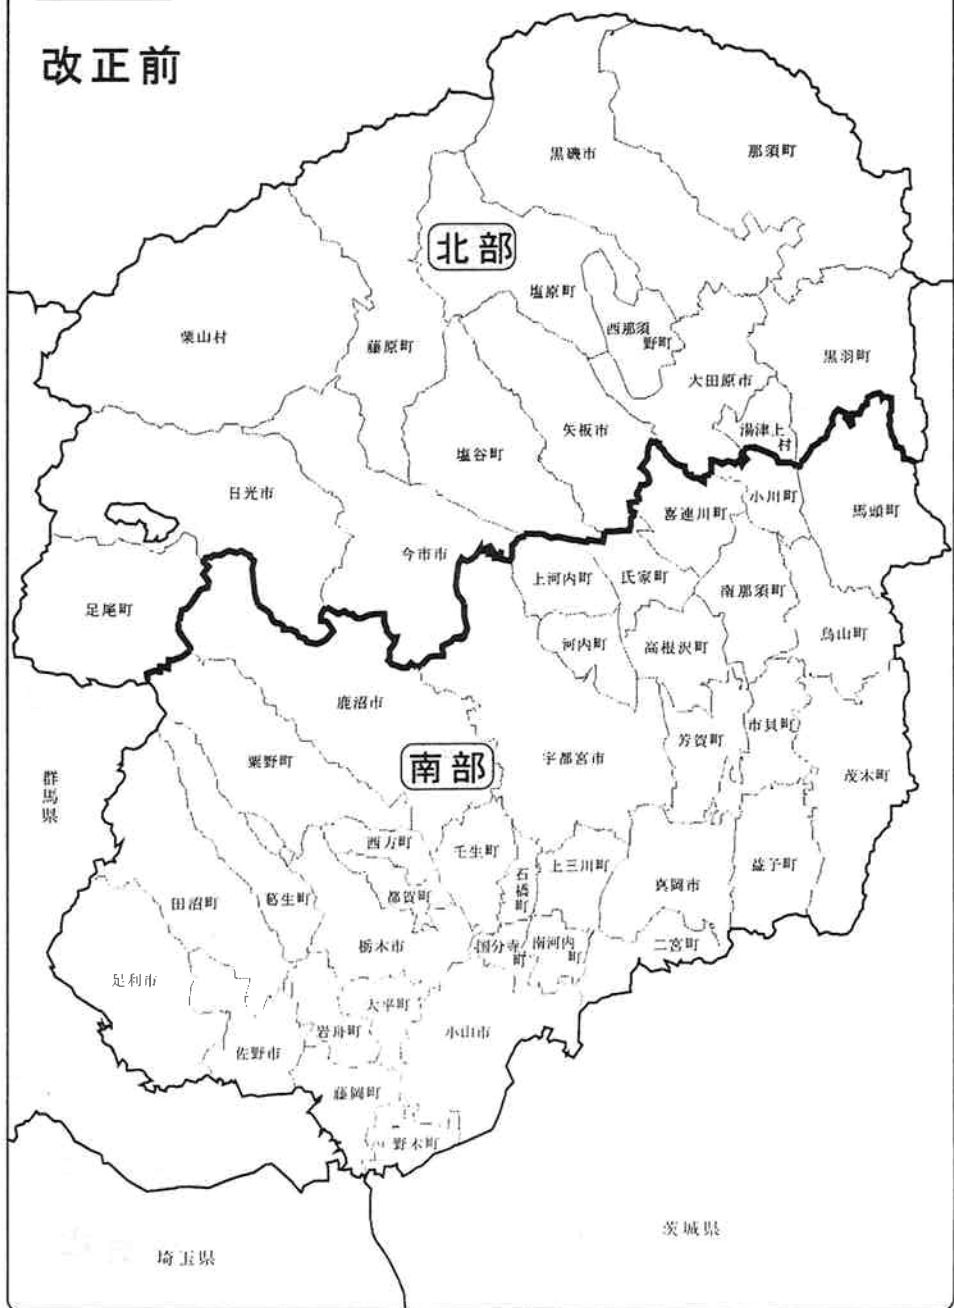 改正前
黒磯市
那須町
北部
塩原町
西那須
野町
栗山村
藤原町
黒羽町
大田原市
矢板市
湯津上
村
塩谷町
日光市
小川町
喜連川町
馬頭町
今市市
上河内町
氏家町
南那須町
足尾町
烏山町
河内町
高根沢町
鹿沼市
市貝町
芳賀町
宇都宮市
粟野町
南部
茂木町
群馬県
西方町
壬生町
上三川町
益子町
石橋町
真岡市
都賀町
葛生町
田沼町
栃木市
国分寺
町
南河内
町
二宮町
足利市
大平町
岩舟町
小山市
佐野市
藤岡町
野木町
茨城県
埼玉県